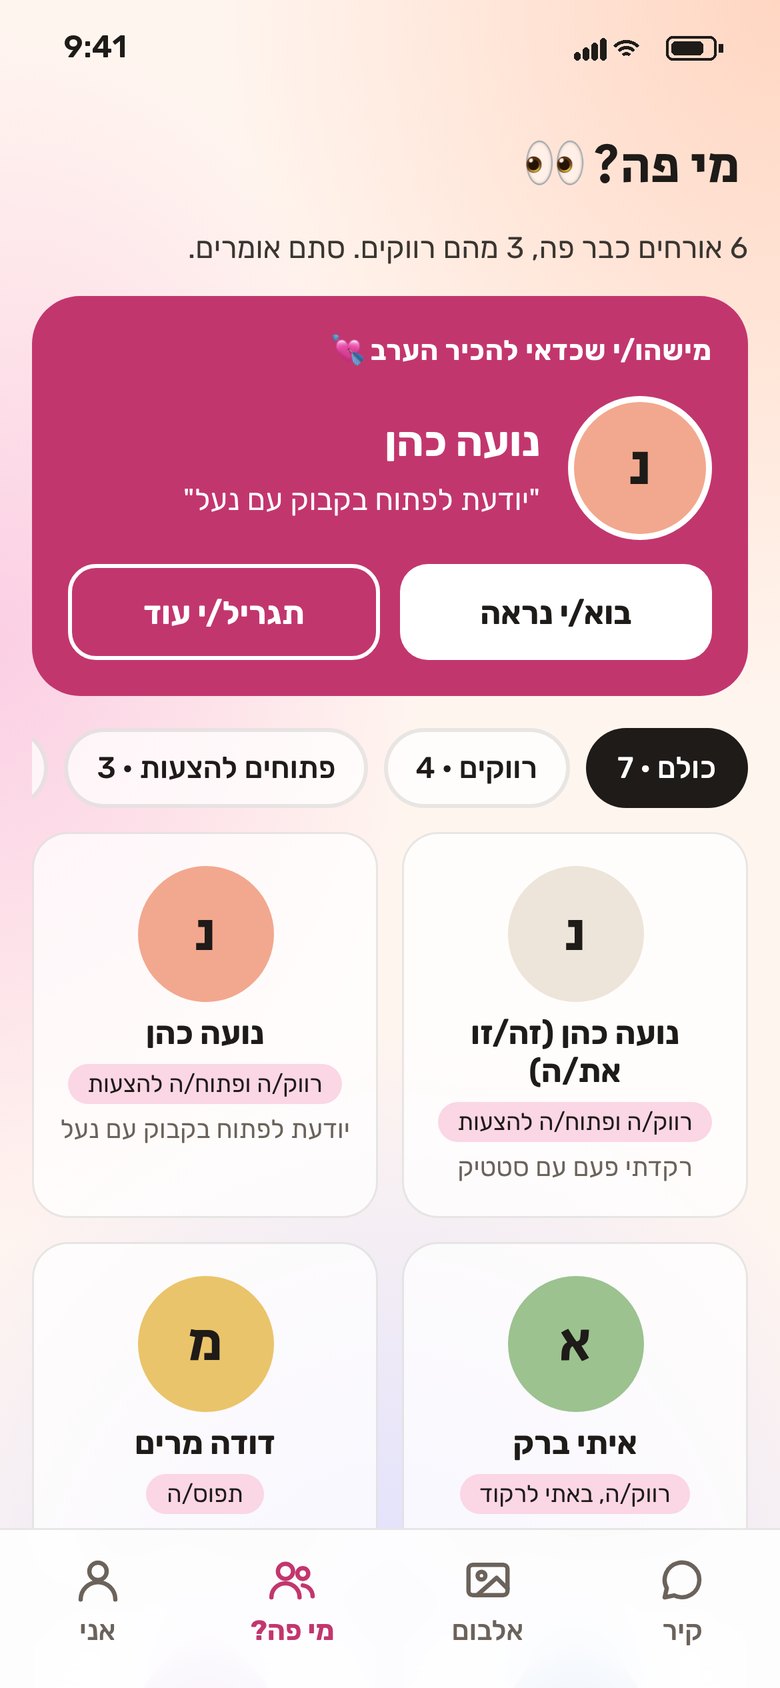 9:41
מי פה? 👀
6 אורחים כבר פה, 3 מהם רווקים. סתם אומרים.
מישהו/י שכדאי להכיר הערב 💘
נ
נועה כהן
"יודעת לפתוח בקבוק עם נעל"
בוא/י נראה
תגריל/י עוד
כולם • 7
רווקים • 4
פתוחים להצעות • 3
נ
נועה כהן (זה/זו
את/ה)
רווק/ה ופתוח/ה להצעות
רקדתי פעם עם סטטיק
נ
נועה כהן
רווק/ה ופתוח/ה להצעות
יודעת לפתוח בקבוק עם נעל
א
איתי ברק
רווק/ה, באתי לרקוד
מ
דודה מרים
תפוס/ה
קיר
אלבום
מי פה?
אני